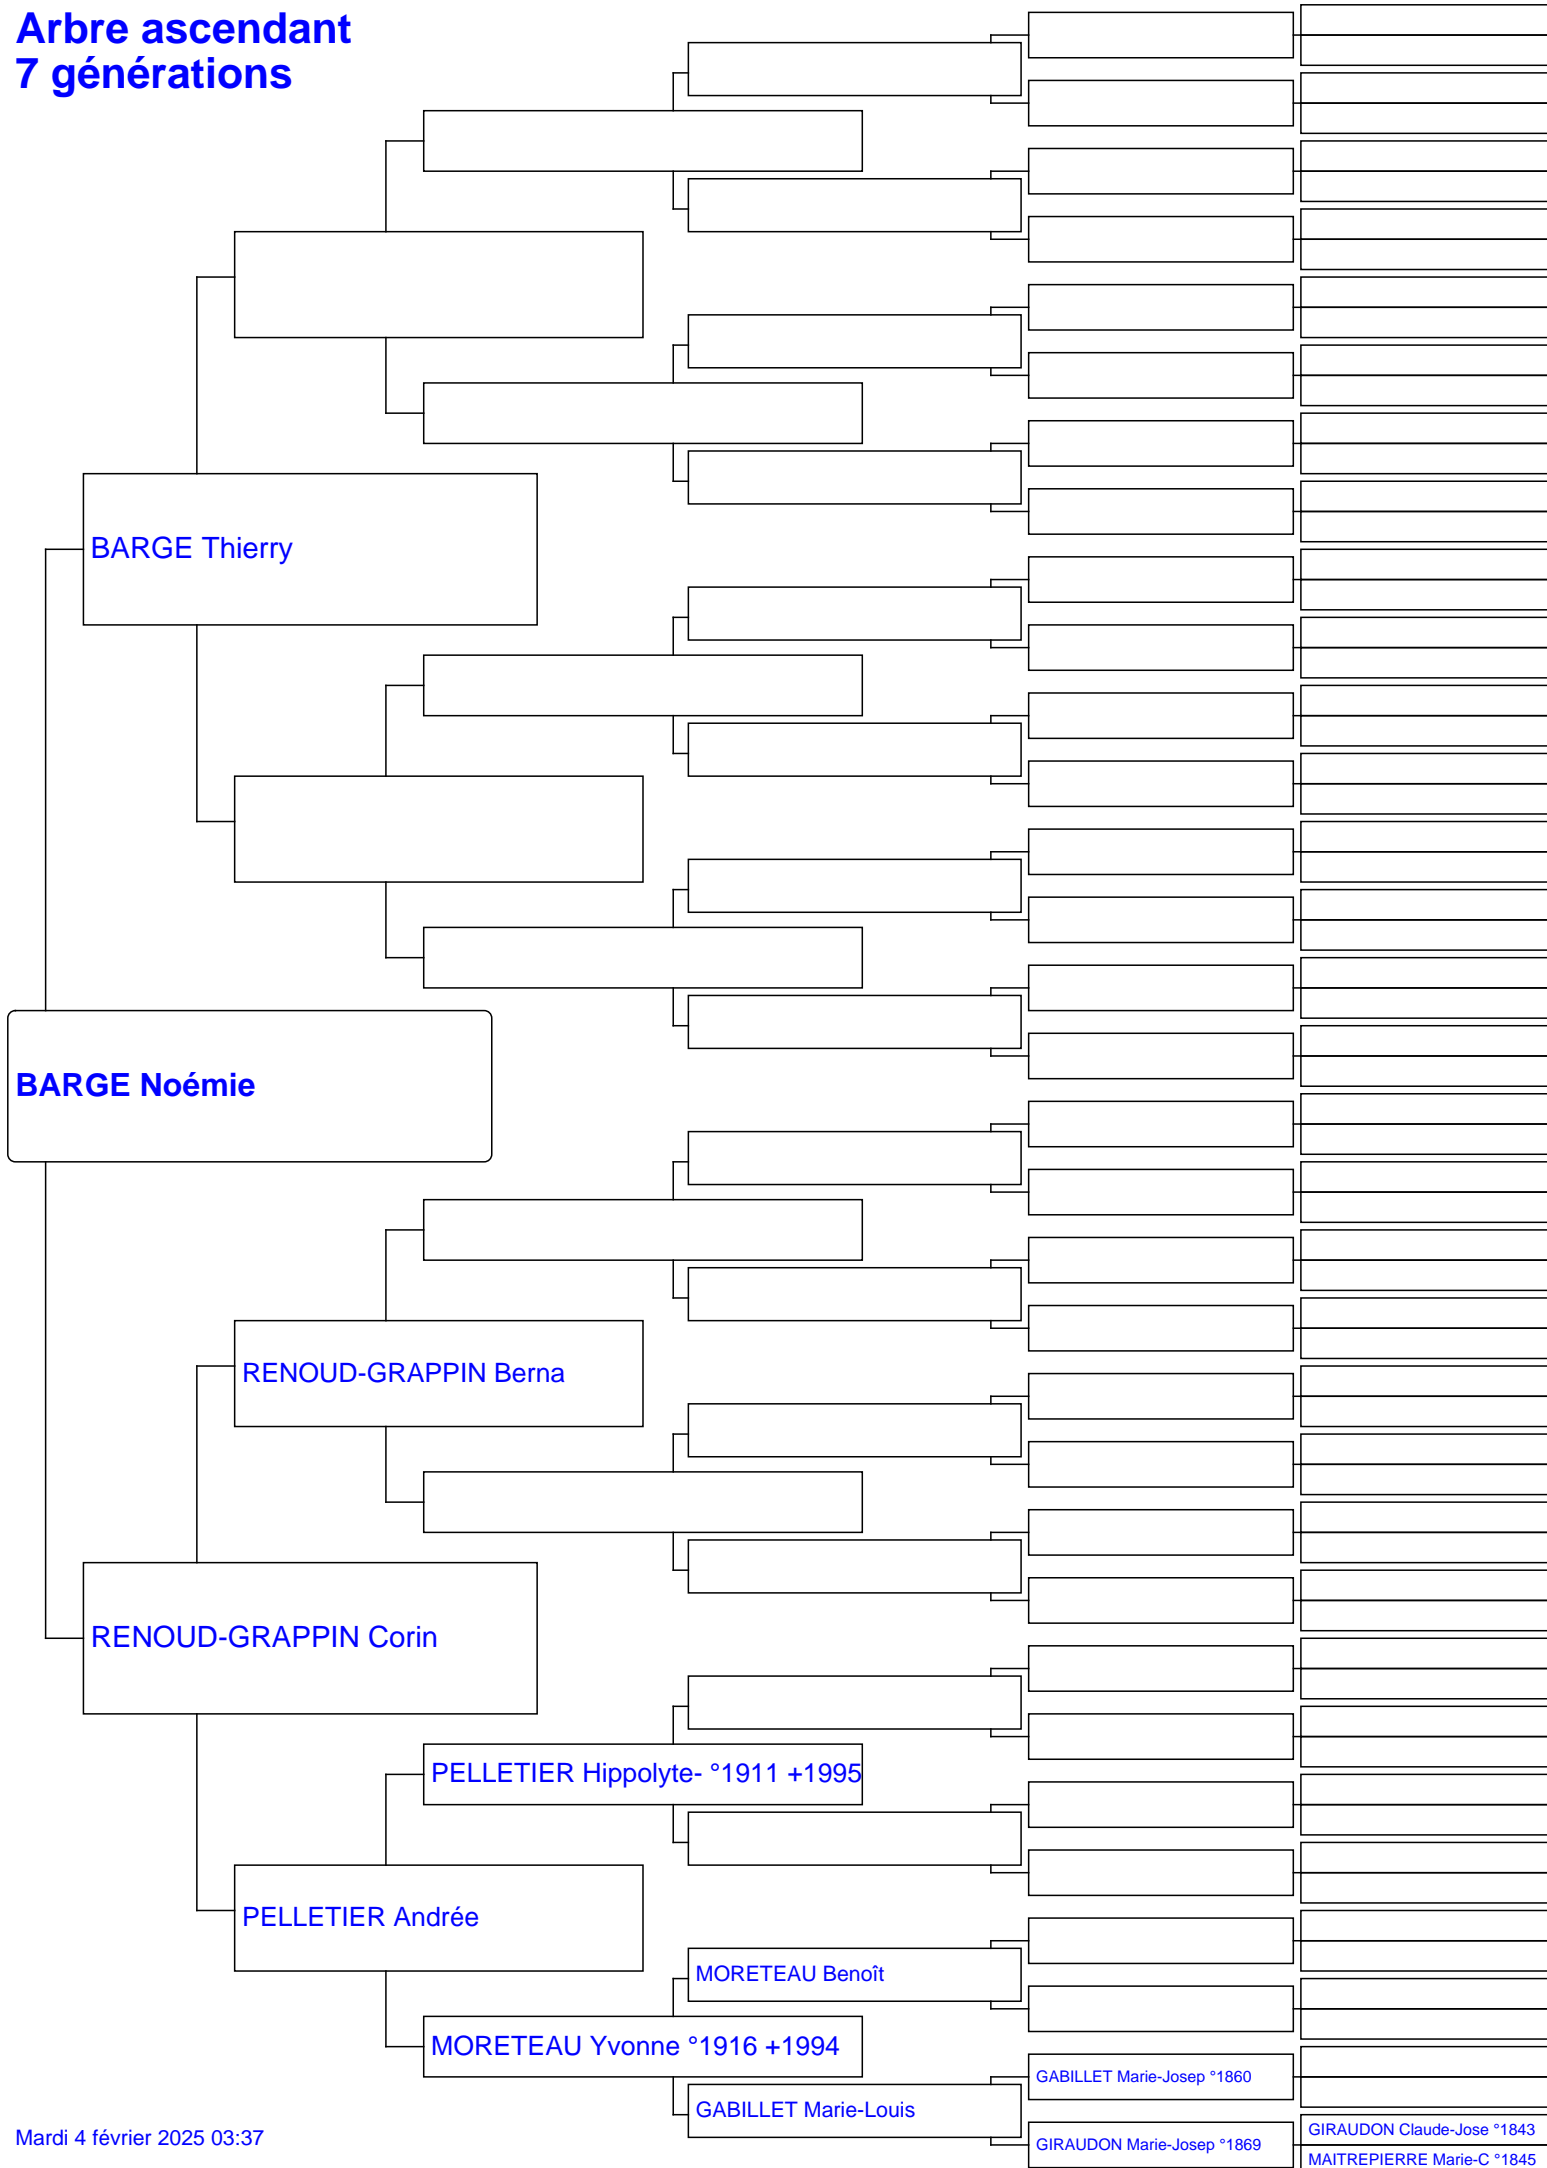 Arbre ascendant
7 générations
BARGE Thierry
BARGE Noémie
RENOUD-GRAPPIN Berna
RENOUD-GRAPPIN Corin
PELLETIER Hippolyte- °1911 +1995
PELLETIER Andrée
MORETEAU Benoît
MORETEAU Yvonne °1916 +1994
GABILLET Marie-Josep °1860
GABILLET Marie-Louis
GIRAUDON Claude-Jose °1843
GIRAUDON Marie-Josep °1869
MAITREPIERRE Marie-C °1845
Mardi 4 février 2025 03:37